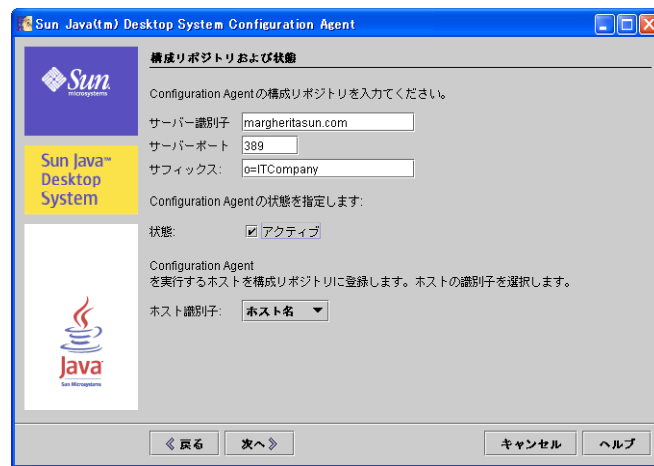 Sun Java(tm) Desktop System Configuration Agent
Sun
microsystems
Sun Java™
Desktop
System
Java
Sun Microsystems
構成リポジトリおよび状態
Configuration Agentの構成リポジトリを入力てください。
サーバー識別子 margheritasun.com
サーバーポート 389
サフィックス: o=ITCompany
Configuration Agentの状態を指定します:
状態: アクティブ
Configuration Agent
を実行するホストを構成リポジトリに登録します。ホストの識別子を選択します。
ホスト識別子: ホスト名
戻る 次へ キャンセル ヘルプ